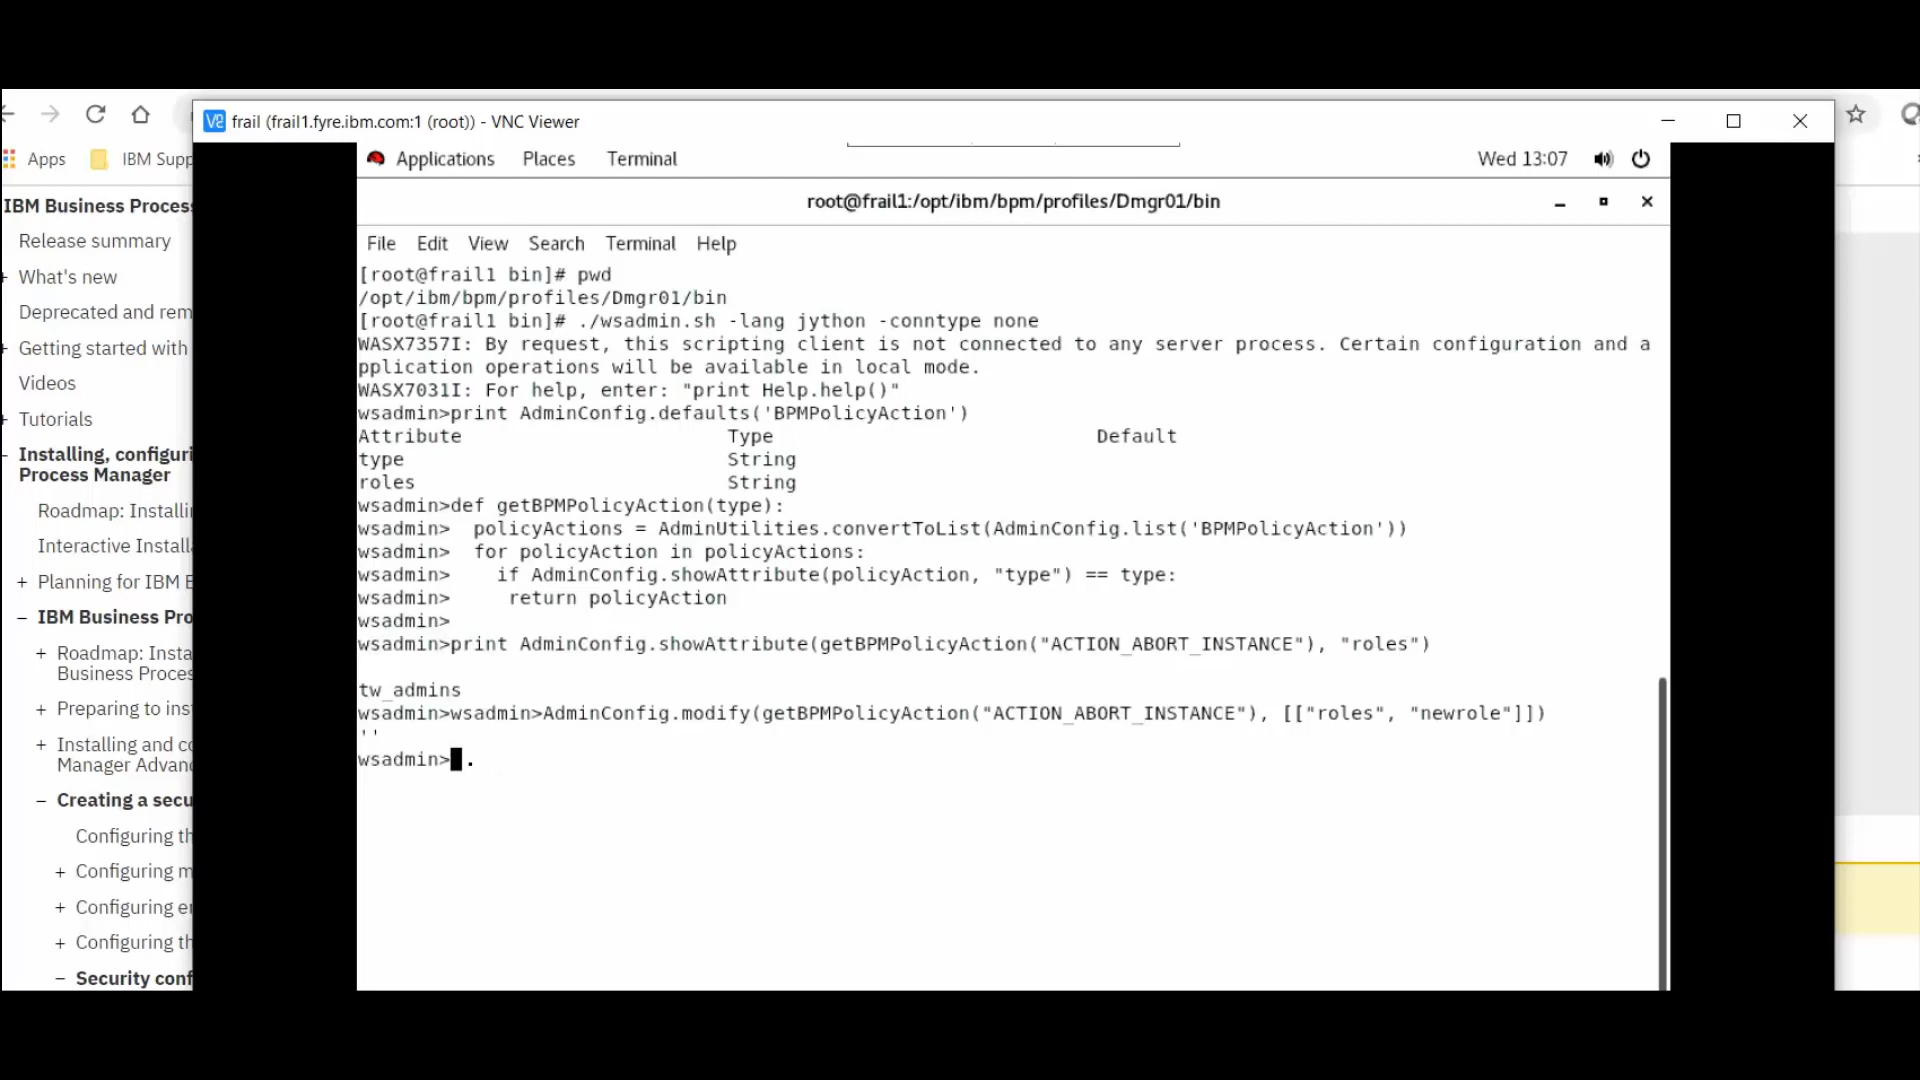 frail (frail1.fyre.ibm.com:1 (root)) - VNC Viewer
Apps
IBM Supp
Applications Places Terminal
Wed 13:07
root@frail1:/opt/ibm/bpm/profiles/Dmgr01/bin
File Edit View Search Terminal Help
[root@frail1 bin]# pwd
/opt/ibm/bpm/profiles/Dmgr01/bin
[root@frail1 bin]# ./wsadmin.sh -lang jython -conntype none
WASX7357I: By request, this scripting client is not connected to any server process. Certain configuration and a
pplication operations will be available in local mode.
WASX7031I: For help, enter: "print Help.help()"
wsadmin>print AdminConfig.defaults('BPMPolicyAction')
Attribute Type Default
type String
roles String
wsadmin>def getBPMPolicyAction(type):
wsadmin>  policyActions = AdminUtilities.convertToList(AdminConfig.list('BPMPolicyAction'))
wsadmin>  for policyAction in policyActions:
wsadmin>    if AdminConfig.showAttribute(policyAction, "type") == type:
wsadmin>     return policyAction
wsadmin>
wsadmin>print AdminConfig.showAttribute(getBPMPolicyAction("ACTION_ABORT_INSTANCE"), "roles")
tw_admins
wsadmin>wsadmin>AdminConfig.modify(getBPMPolicyAction("ACTION_ABORT_INSTANCE"), [["roles", "newrole"]])
''
wsadmin> .
IBM Business Proces
Release summary
+ What's new
Deprecated and rem
+ Getting started with
Videos
+ Tutorials
– Installing, configuri
Process Manager
Roadmap: Installi
Interactive Install
+ Planning for IBM B
– IBM Business Pro
+ Roadmap: Insta
Business Proces
+ Preparing to ins
+ Installing and co
Manager Advan
– Creating a secu
Configuring th
+ Configuring m
+ Configuring en
+ Configuring th
– Security conf